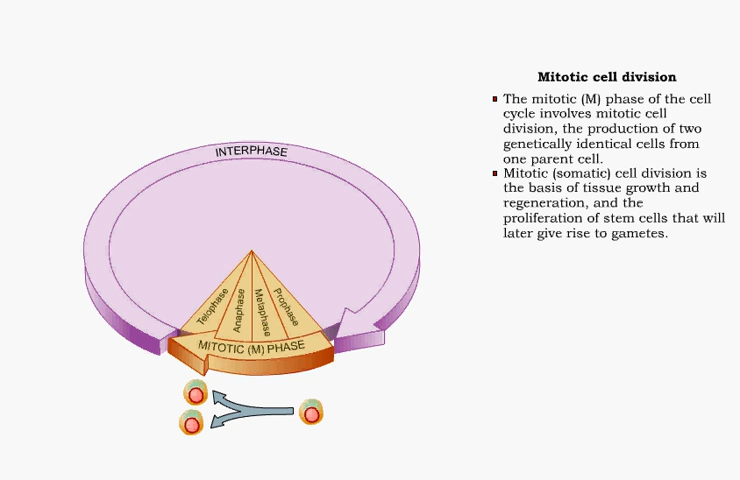 Mitotic cell division
The mitotic (M) phase of the cell
cycle involves mitotic cell
division, the production of two
genetically identical cells from
one parent cell.
Mitotic (somatic) cell division is
the basis of tissue growth and
regeneration, and the
proliferation of stem cells that will
later give rise to gametes.
INTERPHASE
Telophase
Anaphase
Metaphase
Prophase
MITOTIC (M) PHASE